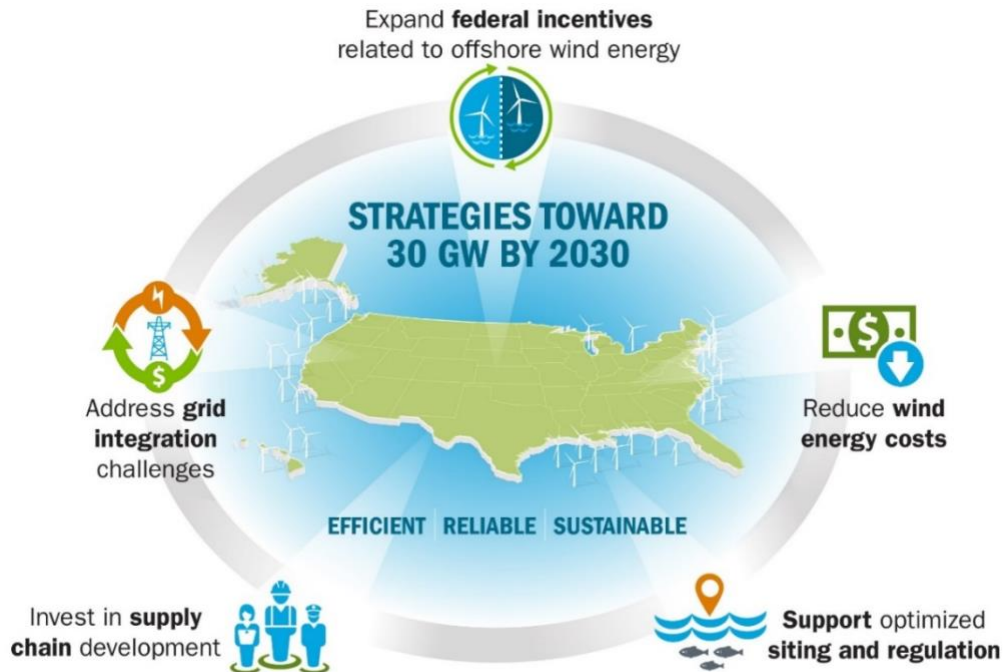 Expand federal incentives
related to offshore wind energy
STRATEGIES TOWARD
30 GW BY 2030
Address grid
integration
challenges
Reduce wind
energy costs
EFFICIENT | RELIABLE | SUSTAINABLE
Invest in supply
chain development
Support optimized
siting and regulation